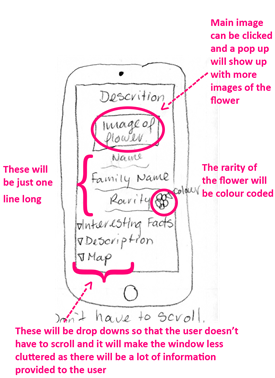 Main image
can be clicked
and a pop up
will show up
with more
images of the
flower
Descrition
Image of
flower
These will
be just one
line long
Name
Family Name
Rarity
colour
The rarity
of the flower
will be
colour coded
Interesting Facts
Description
Map
Don't have to scroll.
These will be drop downs so that the user doesn't
have to scroll and it will make the window less
cluttered as there will be a lot of information
provided to the user